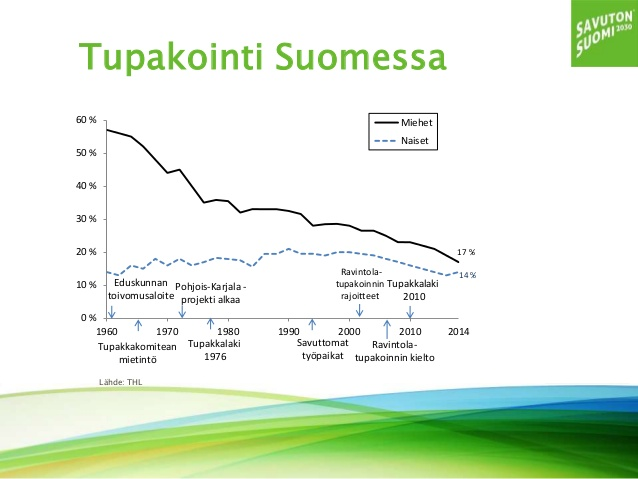 SAVUTON
SUOMI 2030
Tupakointi Suomessa
60 %
50 %
40 %
30 %
20 %
10 %
0 %
Miehet
Naiset
17 %
14 %
Eduskunnan
toivomusaloite
Pohjois-Karjala -
projekti alkaa
Ravintola-
tupakoinnin
rajoitteet
Tupakkalaki
2010
1960
1970
1980
1990
2000
2010
2014
Tupakkakomitean
mietintö
Tupakkalaki
1976
Savuttomat
työpaikat
Ravintola-
tupakoinnin kielto
Lähde: THL